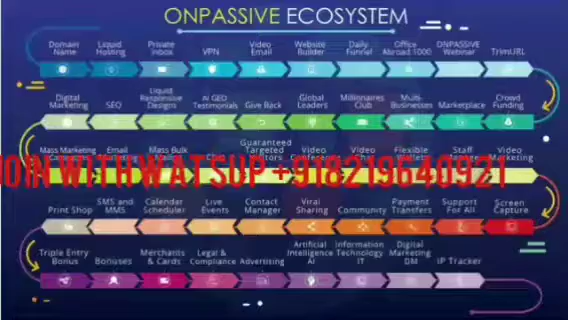 ONPASSIVE ECOSYSTEM
Domain Name
Liquid Hosting
Private Inbox
VPN
Video Email
Website Builder
Daily Funnel
Office Abroad 1000
ONPASSIVE Webinar
TrimURL
Digital Marketing
SEO
Liquid Responsive Designs
AI GEO Testimonials
Give Back
Global Leaders
Millionaires Club
Multi-Businesses
Marketplace
Crowd Funding
Mass Marketing
Email
Mass Bulk
Guaranteed Targeted
Video
Video
Flexible
Staff
Video Marketing
JOIN WITH WATSUP +918219640921
Print Shop
SMS and MMS
Calendar Scheduler
Live Events
Contact Manager
Viral Sharing
Community
Payment Transfers
Support For All
Screen Capture
Triple Entry Bonus
Bonuses
Merchants & Cards
Legal & Compliance
Advertising
Artificial Intelligence AI
Information Technology IT
Digital Marketing DM
IP Tracker